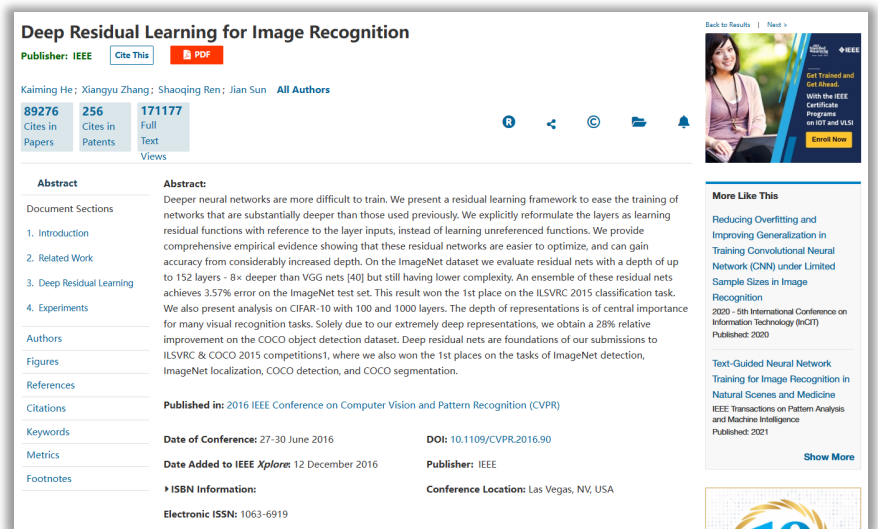 Deep Residual Learning for Image Recognition
Publisher: IEEE
Cite This
PDF
Kaiming He; Xiangyu Zhang; Shaoqing Ren; Jian Sun All Authors
89276
Cites in
Papers
256
Cites in
Patents
171177
Full
Text
Views
Abstract
Document Sections
1. Introduction
2. Related Work
3. Deep Residual Learning
4. Experiments
Authors
Figures
References
Citations
Keywords
Metrics
Footnotes
Abstract:
Deeper neural networks are more difficult to train. We present a residual learning framework to ease the training of
networks that are substantially deeper than those used previously. We explicitly reformulate the layers as learning
residual functions with reference to the layer inputs, instead of learning unreferenced functions. We provide
comprehensive empirical evidence showing that these residual networks are easier to optimize, and can gain
accuracy from considerably increased depth. On the ImageNet dataset we evaluate residual nets with a depth of up
to 152 layers - 8× deeper than VGG nets [40] but still having lower complexity. An ensemble of these residual nets
achieves 3.57% error on the ImageNet test set. This result won the 1st place on the ILSVRC 2015 classification task.
We also present analysis on CIFAR-10 with 100 and 1000 layers. The depth of representations is of central importance
for many visual recognition tasks. Solely due to our extremely deep representations, we obtain a 28% relative
improvement on the COCO object detection dataset. Deep residual nets are foundations of our submissions to
ILSVRC & COCO 2015 competitions1, where we also won the 1st places on the tasks of ImageNet detection,
ImageNet localization, COCO detection, and COCO segmentation.
Published in: 2016 IEEE Conference on Computer Vision and Pattern Recognition (CVPR)
Date of Conference: 27-30 June 2016
DOI: 10.1109/CVPR.2016.90
Date Added to IEEE Xplore: 12 December 2016
Publisher: IEEE
ISBN Information:
Conference Location: Las Vegas, NV, USA
Electronic ISSN: 1063-6919
Back to Results | Next >
IEEE
Get Trained and
Get Ahead.
With the IEEE
Certificate
Programs
on IOT and VLSI
Enroll Now
More Like This
Reducing Overfitting and
Improving Generalization in
Training Convolutional Neural
Network (CNN) under Limited
Sample Sizes in Image
Recognition
2020 - 5th International Conference on
Information Technology (InCIT)
Published: 2020
Text-Guided Neural Network
Training for Image Recognition in
Natural Scenes and Medicine
IEEE Transactions on Pattern Analysis
and Machine Intelligence
Published: 2021
Show More